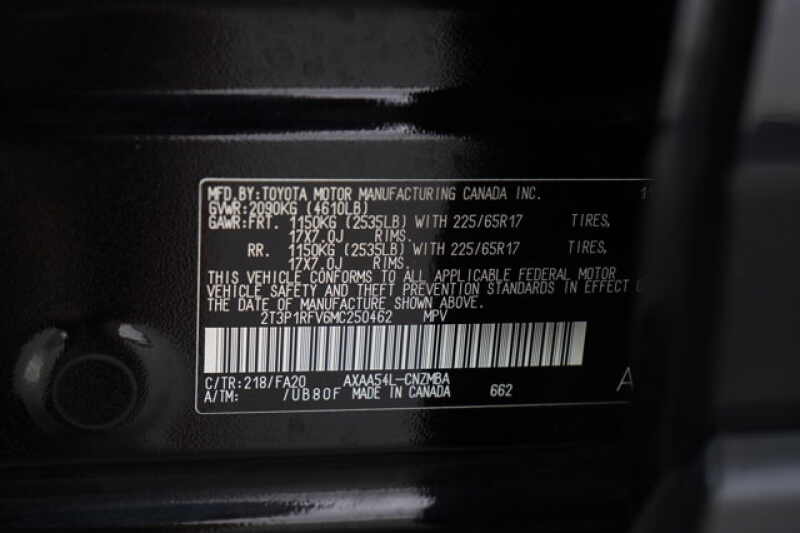 MFD.BY:TOYOTA MOTOR MANUFACTURING CANADA INC.
GVWR:2090KG (4610LB)
GAWR:FRT. 1150KG (2535LB) WITH 225/65R17 TIRES,
17X7.0J RIMS.
RR. 1150KG (2535LB) WITH 225/65R17 TIRES,
17X7.0J RIMS.
THIS VEHICLE CONFORMS TO ALL APPLICABLE FEDERAL MOTOR
VEHICLE SAFETY AND THEFT PREVENTION STANDARDS IN EFFECT
THE DATE OF MANUFACTURE SHOWN ABOVE.
2T3P1RFV6MC250462 MPV
C/TR:218/FA20 AXAA54L-CNZMBA
A/TM: /UB80F MADE IN CANADA 662 A